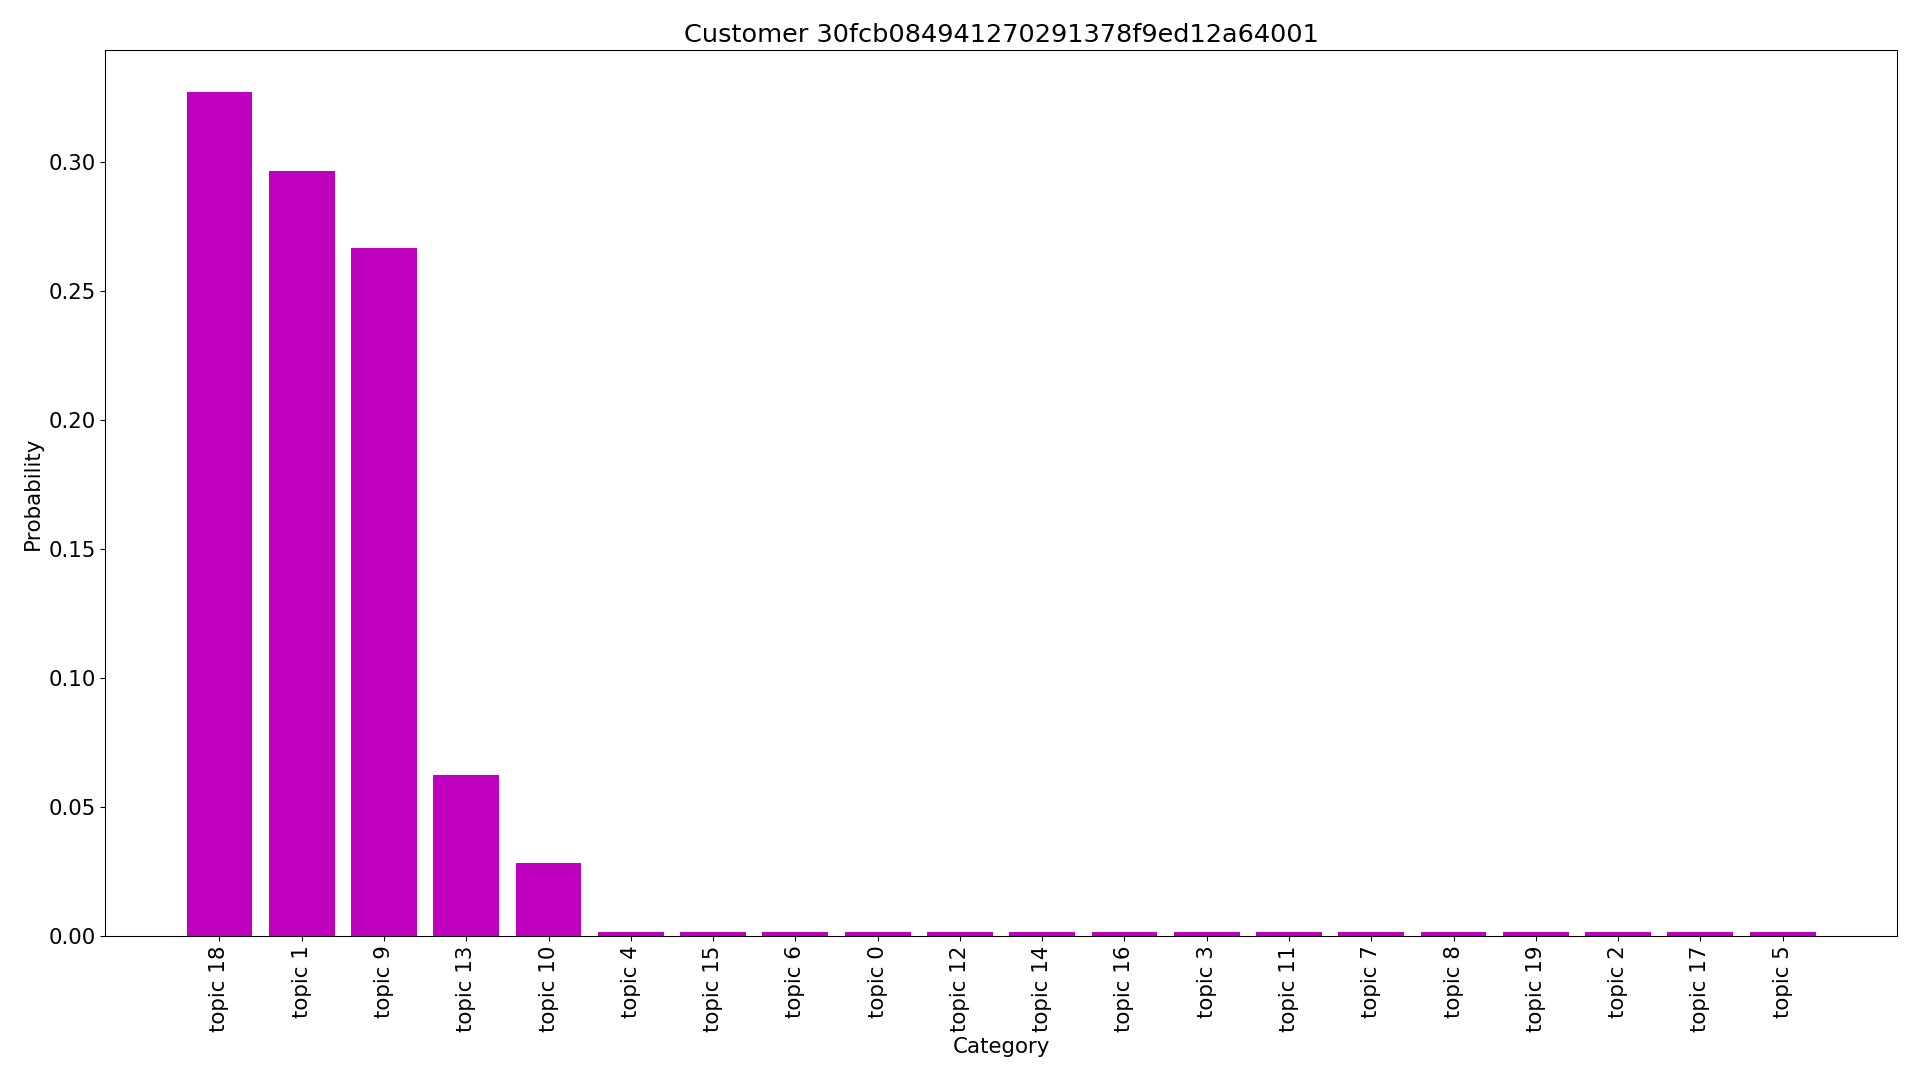 Customer 30fcb084941270291378f9ed12a64001
Probability
0.30
0.25
0.20
0.15
0.10
0.05
0.00
topic 18
topic 1
topic 9
topic 13
topic 10
topic 4
topic 15
topic 6
topic 0
topic 12
topic 14
topic 16
topic 3
topic 11
topic 7
topic 8
topic 19
topic 2
topic 17
topic 5
Category